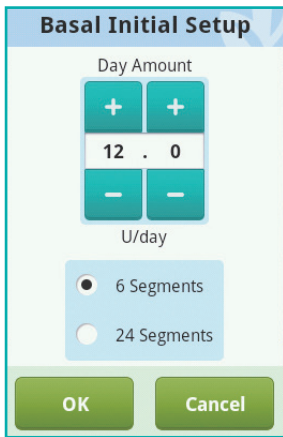 Basal Initial Setup
Day Amount
+ +
12 . 0
− −
U/day
6 Segments
24 Segments
OK Cancel